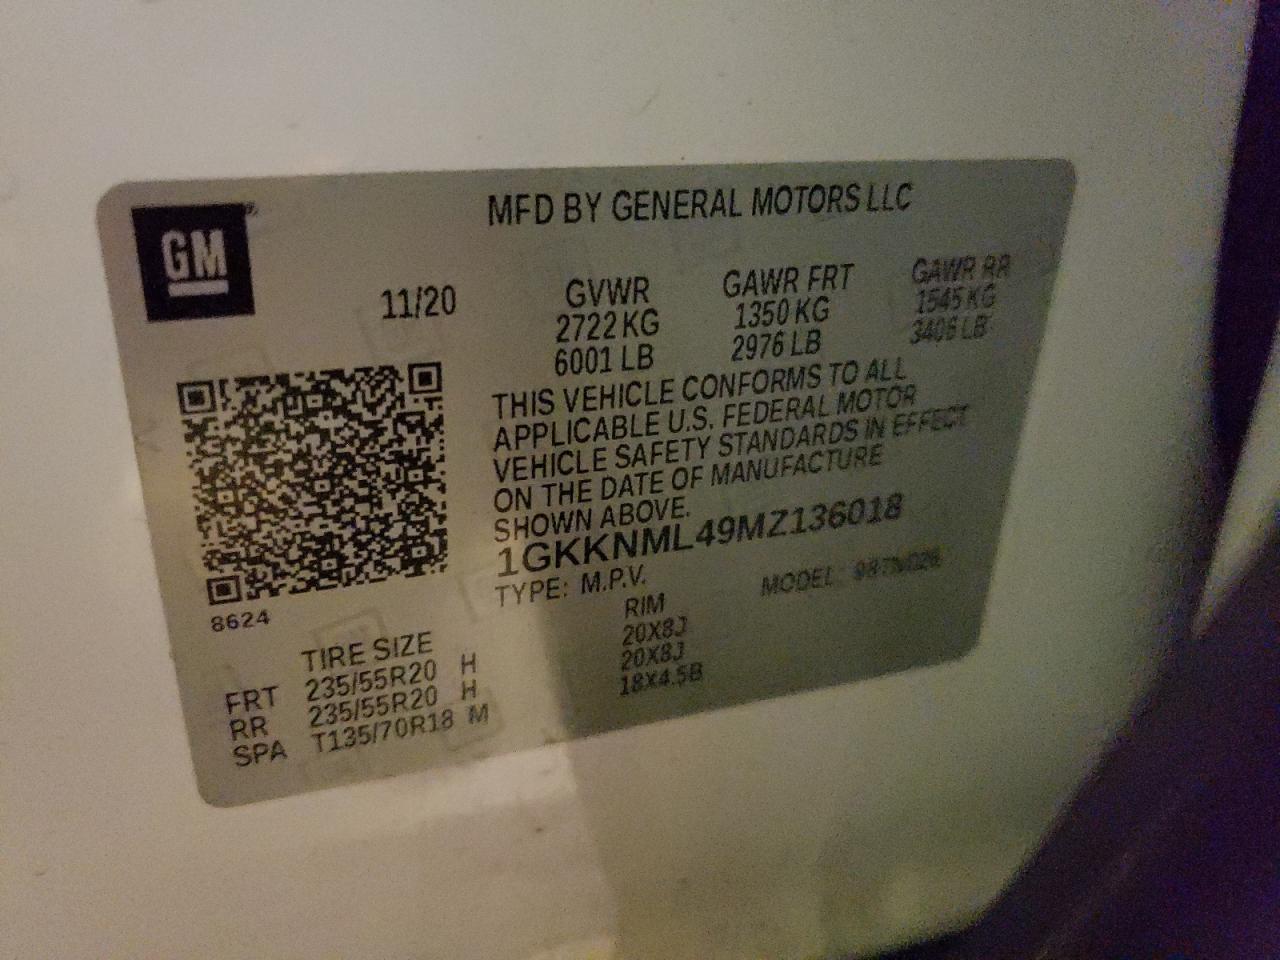 GM
MFD BY GENERAL MOTORS LLC
11/20
GVWR
2722 KG
6001 LB
GAWR FRT
1350 KG
2976 LB
GAWR RR
1545 KG
3406 LB
THIS VEHICLE CONFORMS TO ALL
APPLICABLE U.S. FEDERAL MOTOR
VEHICLE SAFETY STANDARDS IN EFFECT
ON THE DATE OF MANUFACTURE
SHOWN ABOVE.
1GKKNML49MZ136018
TYPE: M.P.V.
MODEL:
8624
TIRE SIZE
RIM
FRT 235/55R20 H 20X8J
RR 235/55R20 H 20X8J
SPA T135/70R18 M 18X4.5B